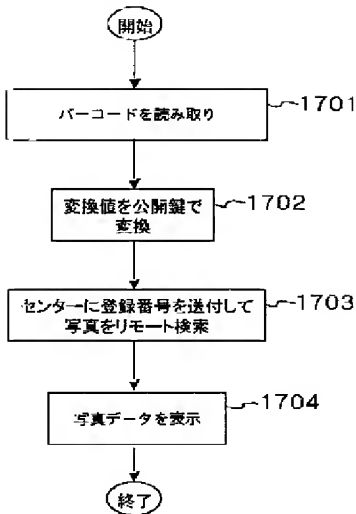 開始
バーコードを読み取り
1701
変換値を公開鍵で
変換
1702
センターに登録番号を送付して
写真をリモート検索
1703
写真データを表示
1704
終了